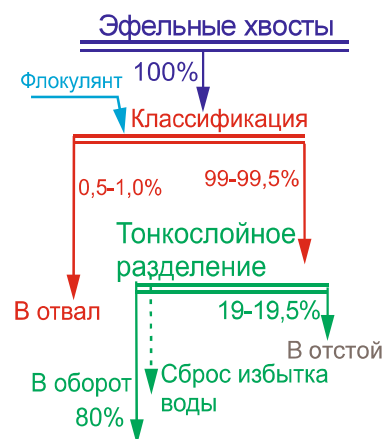 Эфельные хвосты
100%
Флокулянт
Классификация
0,5-1,0%
99-99,5%
Тонкослойное
разделение
В отвал
19-19,5%
В отстой
В оборот
80%
Сброс избытка
воды